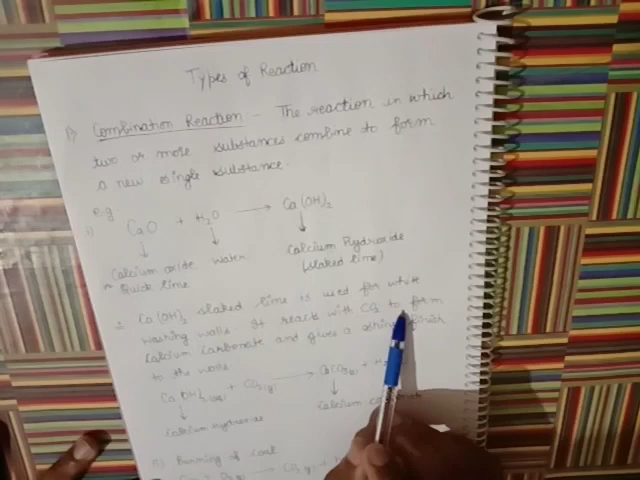 Types of Reaction
1) Combination Reaction - The reaction in which
two or more substances combine to form
a new single substance.
e.g
i) CaO + H2O → Ca(OH)2
Calcium oxide water Calcium Hydroxide
Quick lime (slaked lime)
∴ Ca(OH)2 slaked lime is used for white
washing walls. It reacts with CO2 to form
Calcium Carbonate and gives a shiny finish
to the walls
Ca(OH)2(aq) + CO2(g) → CaCO3(s) +
Calcium Hydroxide Calcium
ii) Burning of coal